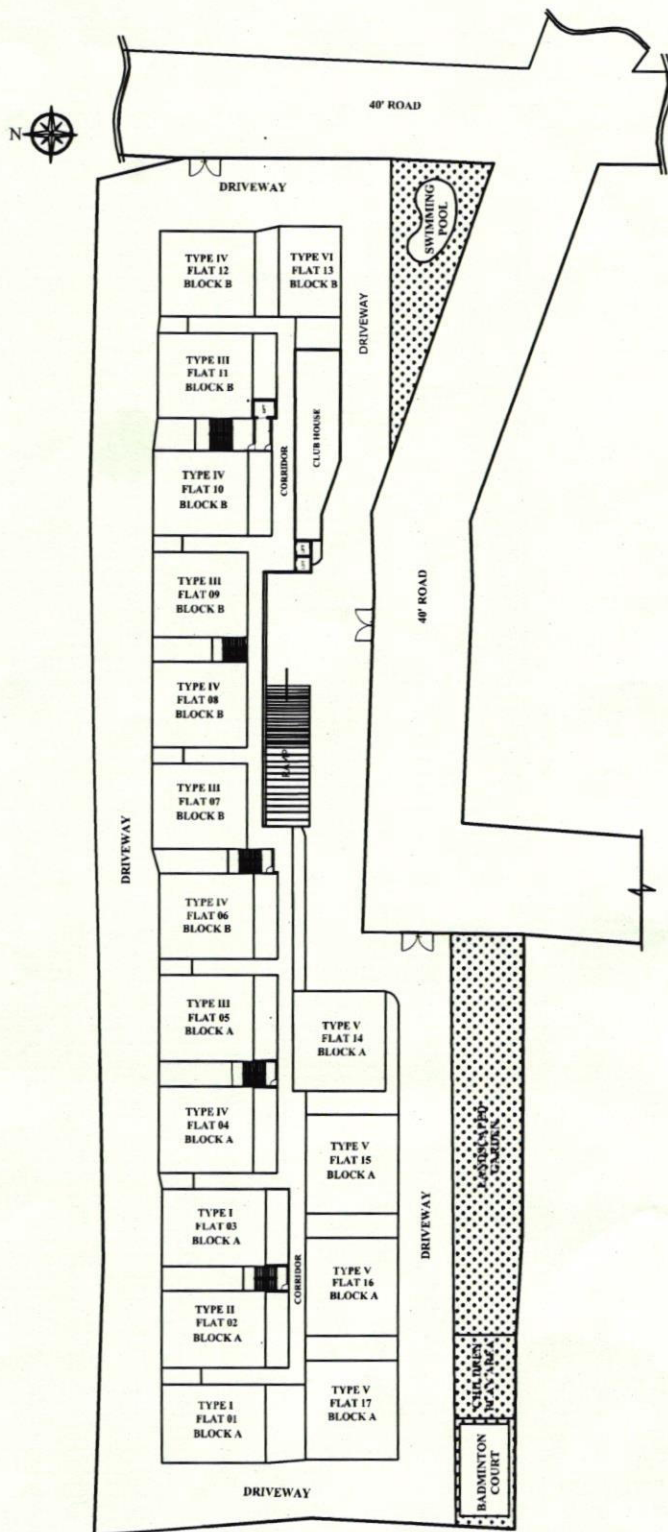 40' ROAD
N
DRIVEWAY
SWIMMING
POOL
TYPE IV
FLAT 12
BLOCK B
TYPE VI
FLAT 13
BLOCK B
DRIVEWAY
TYPE III
FLAT 11
BLOCK B
CLUB HOUSE
CORRIDOR
TYPE IV
FLAT 10
BLOCK B
TYPE III
FLAT 09
BLOCK B
40' ROAD
TYPE IV
FLAT 08
BLOCK B
RAMP
TYPE III
FLAT 07
BLOCK B
DRIVEWAY
TYPE IV
FLAT 06
BLOCK B
TYPE III
FLAT 05
BLOCK A
TYPE V
FLAT 14
BLOCK A
TYPE IV
FLAT 04
BLOCK A
TYPE V
FLAT 15
BLOCK A
LANDSCAPED
GARDEN
TYPE I
FLAT 03
BLOCK A
DRIVEWAY
CORRIDOR
TYPE V
FLAT 16
BLOCK A
TYPE II
FLAT 02
BLOCK A
CHILDREN
PLAY AREA
TYPE I
FLAT 01
BLOCK A
TYPE V
FLAT 17
BLOCK A
BADMINTON
COURT
DRIVEWAY